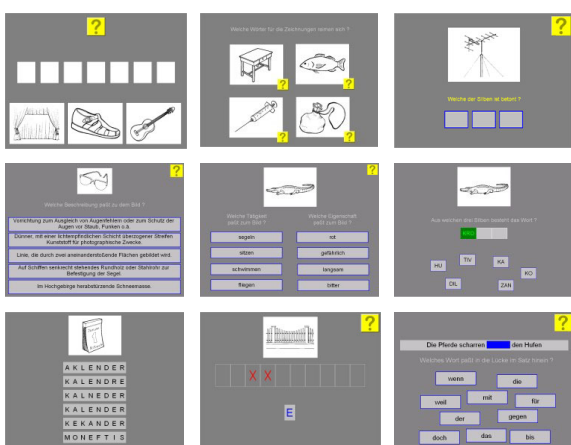 ?
Welche Wörter für die Zeichnungen reimen sich ?
?
?
?
?
?
Welche der Silben ist betont ?
?
Welche Beschreibung paßt zu dem Bild ?
Vorrichtung zum Ausgleich von Augenfehlern oder zum Schutz der
Augen vor Staub, Funken o.ä.
Dünner, mit einer lichtempfindlichen Schicht überzogener Streifen
Kunststoff für photographische Zwecke.
Linie, die durch zwei aneinanderstoßende Flächen gebildet wird.
Auf Schiffen senkrecht stehendes Rundholz oder Stahlrohr zur
Befestigung der Segel.
Im Hochgebirge herabstürzende Schneemasse.
?
Welche Tätigkeit
paßt zum Bild ?
segeln
sitzen
schwimmen
fliegen
Welche Eigenschaft
paßt zum Bild ?
rot
gefährlich
langsam
bitter
Aus welchen drei Silben besteht das Wort ?
KRO
HU
TIV
KA
KO
DIL
ZAN
1
AKLENDER
KALENDRE
KALNEDER
KALENDER
KEKANDER
MONEFTIS
?
X X
E
?
Die Pferde scharren
den Hufen
Welches Wort paßt in die Lücke im Satz hinein ?
wenn
die
weil
mit
für
der
gegen
doch
das
bis